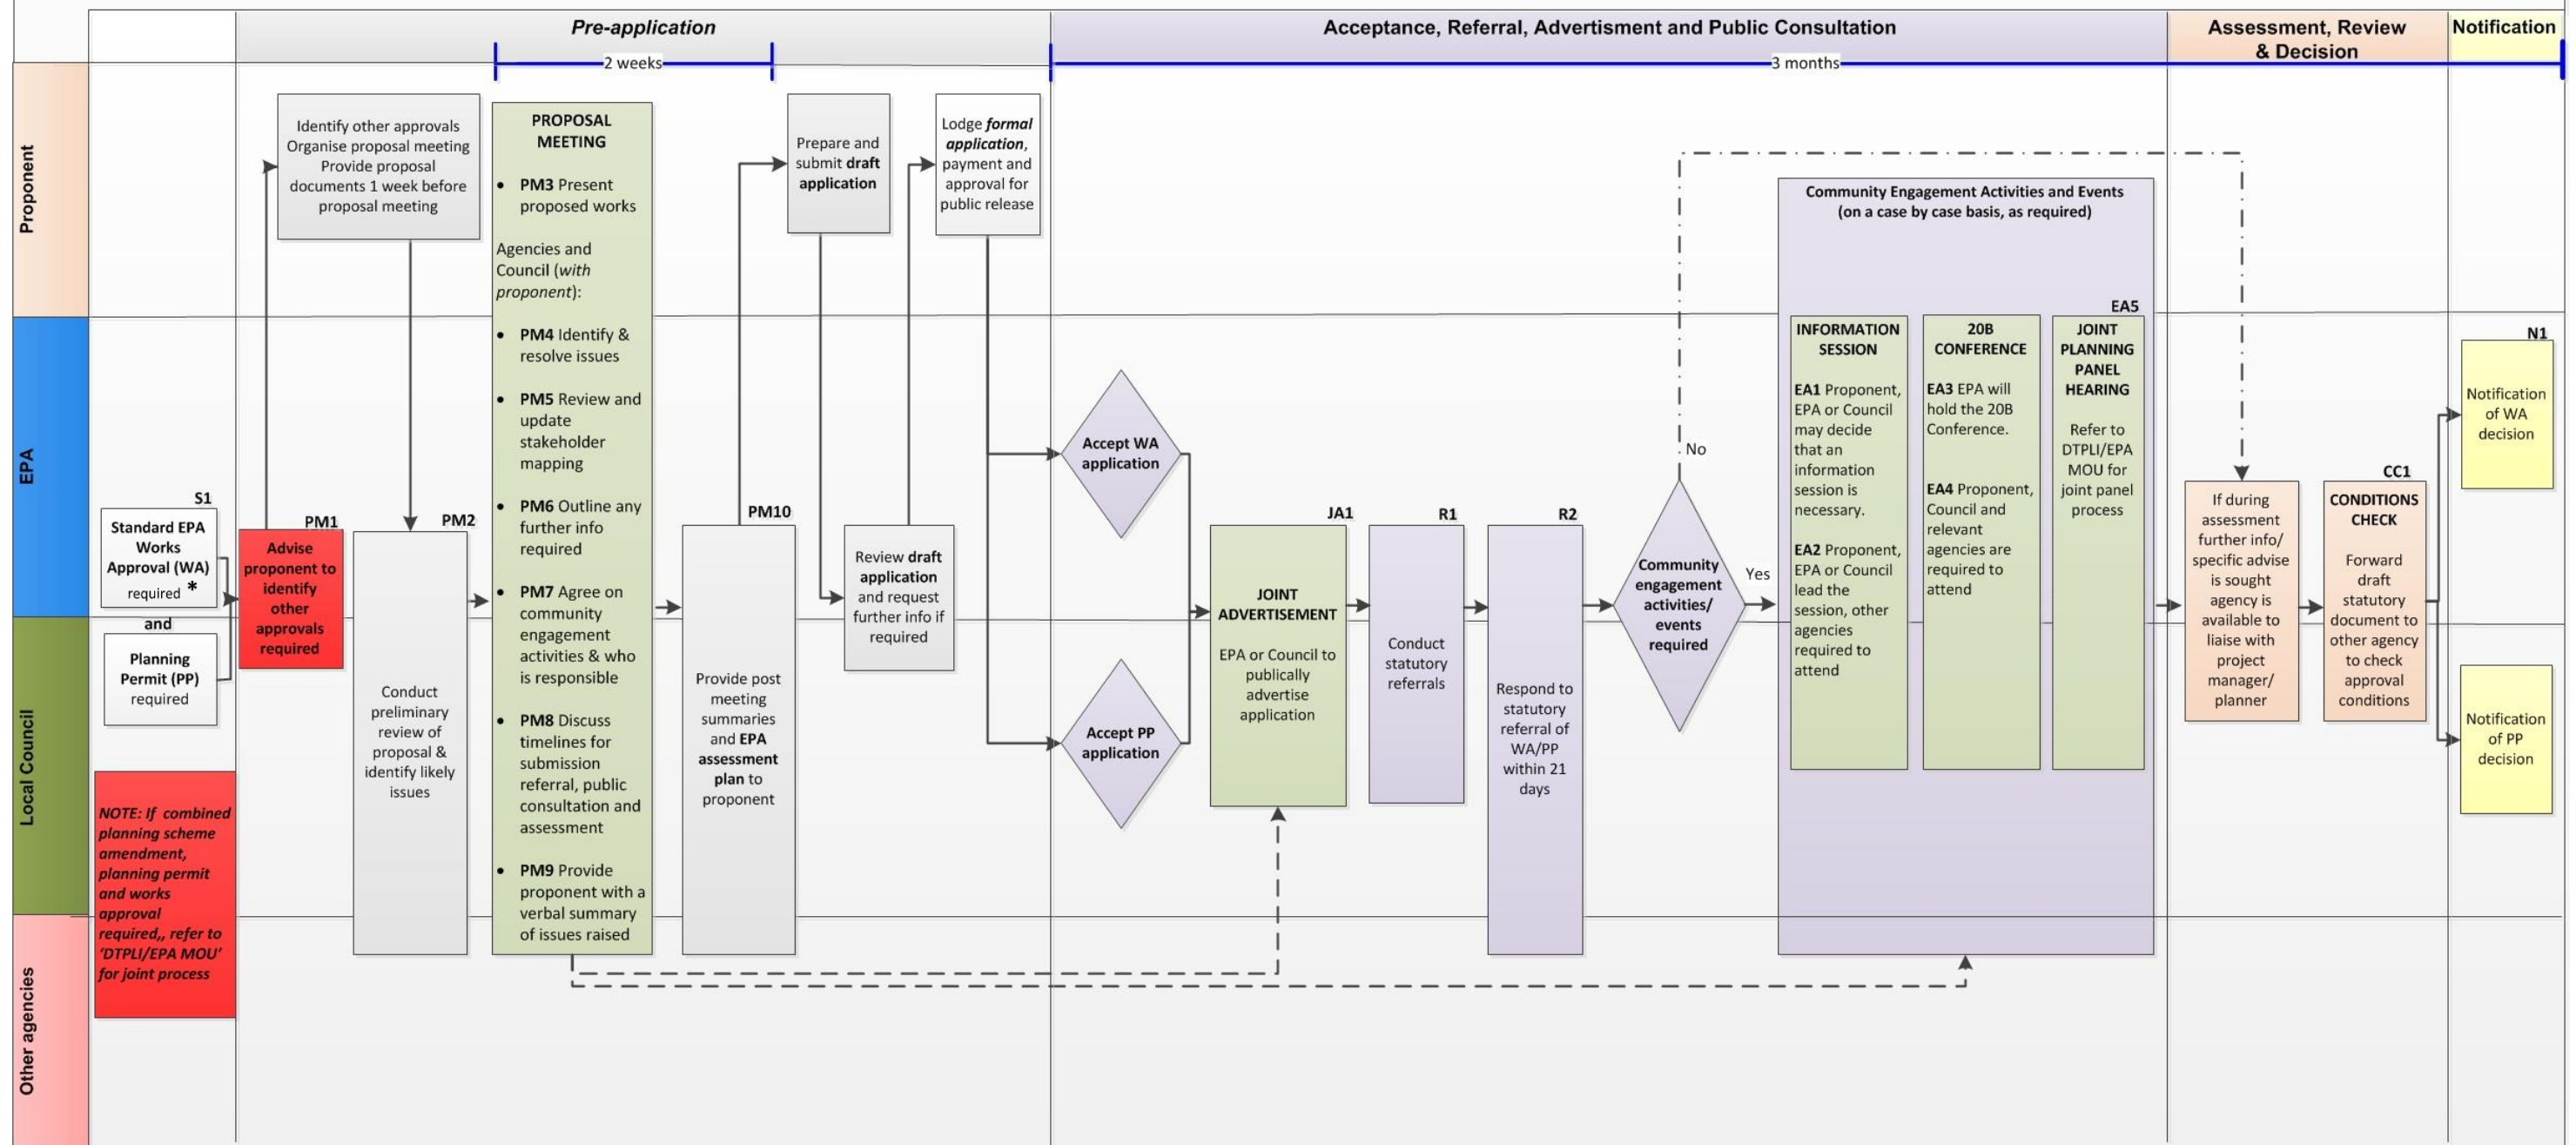 Pre-application
Acceptance, Referral, Advertisment and Public Consultation
Assessment, Review
& Decision
Notification
2 weeks
3 months
Proponent
EPA
Local Council
Other agencies
S1
Standard EPA
Works
Approval (WA)
required *
and
Planning
Permit (PP)
required
NOTE: If combined
planning scheme
amendment,
planning permit
and works
approval
required,, refer to
‘DTPLI/EPA MOU’
for joint process
PM1
Advise
proponent to
identify
other
approvals
required
Identify other approvals
Organise proposal meeting
Provide proposal
documents 1 week before
proposal meeting
PM2
Conduct
preliminary
review of
proposal &
identify likely
issues
PROPOSAL
MEETING
• PM3 Present
proposed works
Agencies and
Council (with
proponent):
• PM4 Identify &
resolve issues
• PM5 Review and
update
stakeholder
mapping
• PM6 Outline any
further info
required
• PM7 Agree on
community
engagement
activities & who
is responsible
• PM8 Discuss
timelines for
submission
referral, public
consultation and
assessment
• PM9 Provide
proponent with a
verbal summary
of issues raised
PM10
Provide post
meeting
summaries
and EPA
assessment
plan to
proponent
Prepare and
submit draft
application
Review draft
application
and request
further info if
required
Lodge formal
application,
payment and
approval for
public release
Accept WA
application
Accept PP
application
JA1
JOINT
ADVERTISEMENT
EPA or Council to
publically
advertise
application
R1
Conduct
statutory
referrals
R2
Respond to
statutory
referral of
WA/PP
within 21
days
Community
engagement
activities/
events
required
No
Yes
Community Engagement Activities and Events
(on a case by case basis, as required)
INFORMATION
SESSION
EA1 Proponent,
EPA or Council
may decide
that an
information
session is
necessary.
EA2 Proponent,
EPA or Council
lead the
session, other
agencies
required to
attend
20B
CONFERENCE
EA3 EPA will
hold the 20B
Conference.
EA4 Proponent,
Council and
relevant
agencies are
required to
attend
EA5
JOINT
PLANNING
PANEL
HEARING
Refer to
DTPLI/EPA
MOU for
joint panel
process
If during
assessment
further info/
specific advise
is sought
agency is
available to
liaise with
project
manager/
planner
CC1
CONDITIONS
CHECK
Forward
draft
statutory
document to
other agency
to check
approval
conditions
N1
Notification
of WA
decision
Notification
of PP
decision